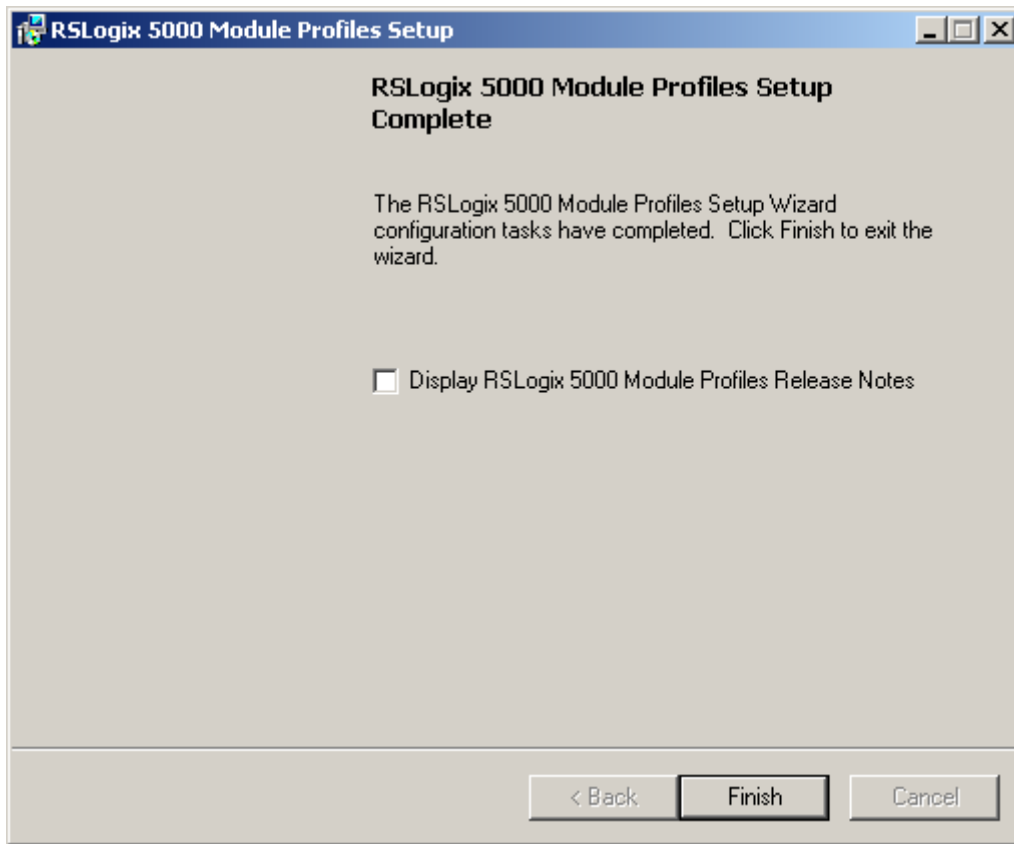 RSLogix 5000 Module Profiles Setup
RSLogix 5000 Module Profiles Setup
Complete
The RSLogix 5000 Module Profiles Setup Wizard
configuration tasks have completed. Click Finish to exit the
wizard.
Display RSLogix 5000 Module Profiles Release Notes
< Back Finish Cancel